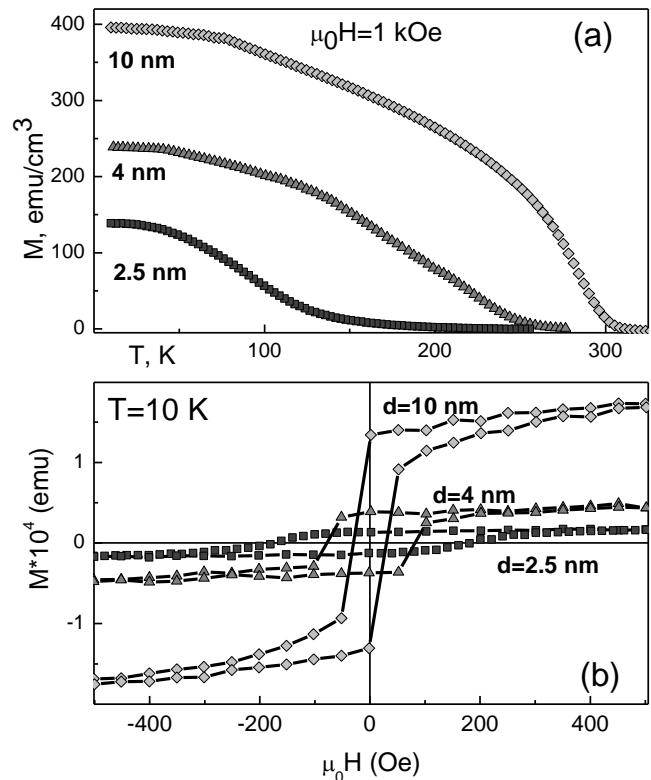 400
μ0H=1 kOe
(a)
10 nm
300
M, emu/cm3
200
4 nm
100
2.5 nm
0
T, K
100
200
300
T=10 K
d=10 nm
1
d=4 nm
M*10^4 (emu)
0
d=2.5 nm
-1
(b)
-400
-200
0
200
400
μ0H (Oe)